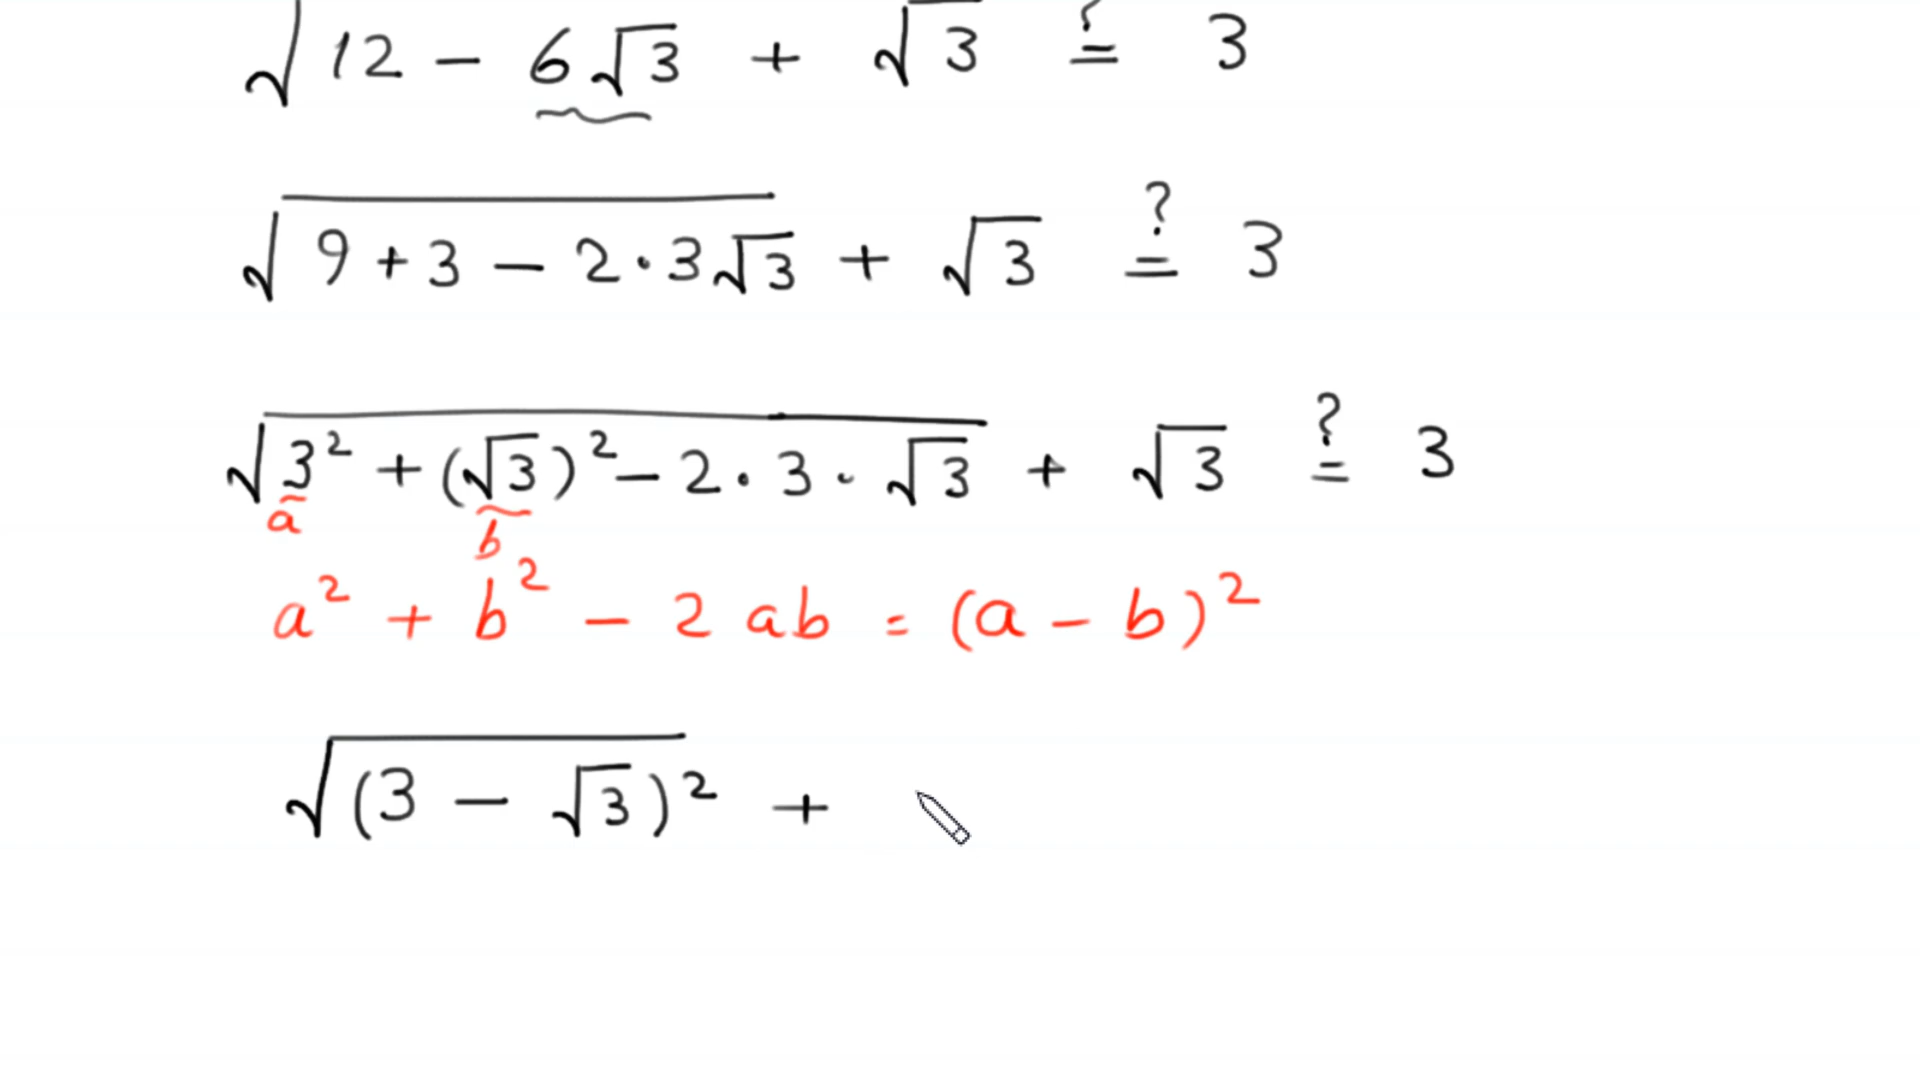 √12 - 6√3 + √3 ?= 3
√9 + 3 - 2·3√3 + √3 ?= 3
√3² + (√3)² - 2·3·√3 + √3 ?= 3
a b
a² + b² - 2ab = (a - b)²
√(3 - √3)² +